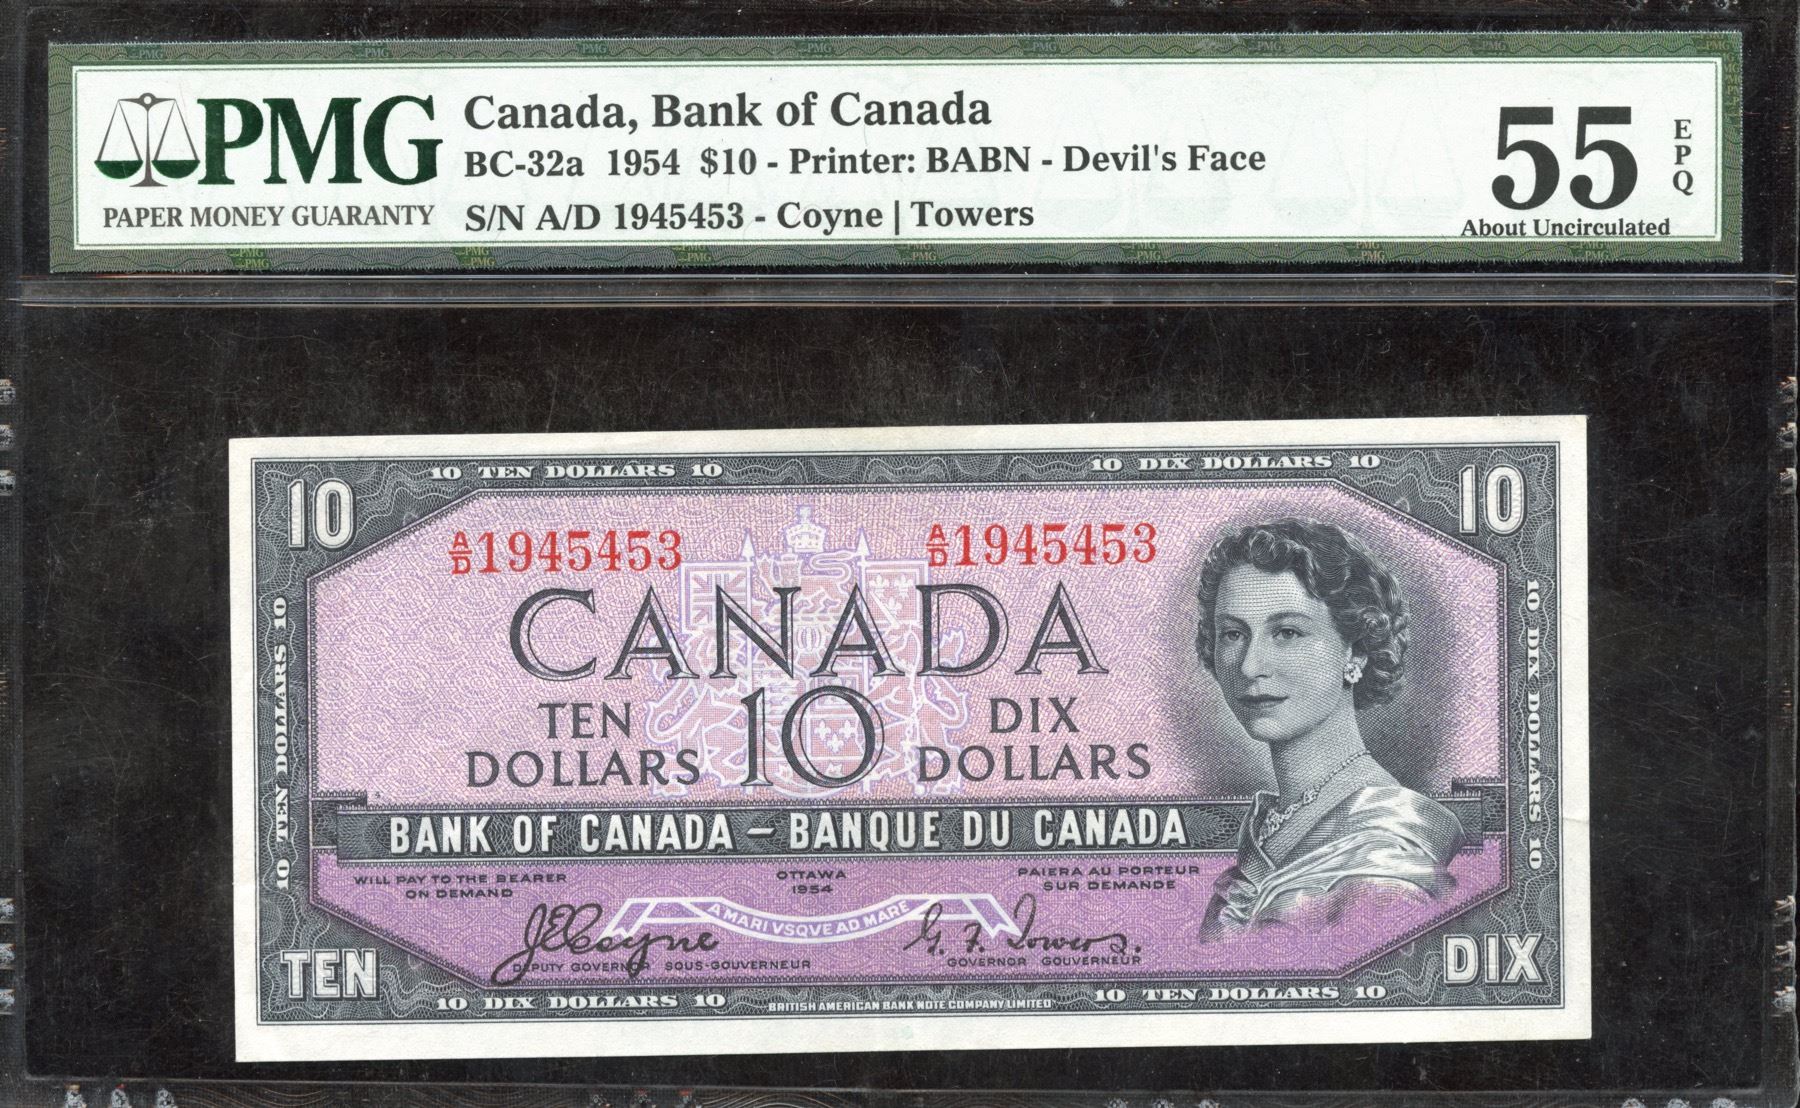 PMG
PAPER MONEY GUARANTY
Canada, Bank of Canada
BC-32a 1954 $10 - Printer: BABN - Devil's Face
S/N A/D 1945453 - Coyne | Towers
55
EPQ
About Uncirculated
10 TEN DOLLARS 10
10 DIX DOLLARS 10
10
10
A/D 1945453
A/D 1945453
CANADA
TEN DOLLARS
10
DIX DOLLARS
10 TEN DOLLARS 10
10 DIX DOLLARS 10
BANK OF CANADA – BANQUE DU CANADA
WILL PAY TO THE BEARER
ON DEMAND
OTTAWA
1954
PAIERA AU PORTEUR
SUR DEMANDE
A MARI VSQVE AD MARE
J E Coyne
G. F. Towers.
DEPUTY GOVERNOR SOUS-GOUVERNEUR
GOVERNOR GOUVERNEUR
TEN
DIX
10 DIX DOLLARS 10
BRITISH AMERICAN BANK NOTE COMPANY LIMITED
10 TEN DOLLARS 10